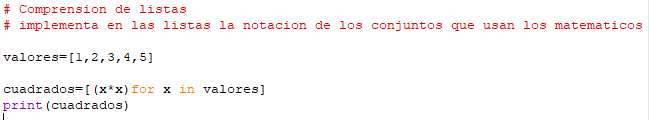 # Comprension de listas
# implementa en las listas la notacion de los conjuntos que usan los matematicos
valores=[1,2,3,4,5]
cuadrados=[(x*x)for x in valores]
print(cuadrados)